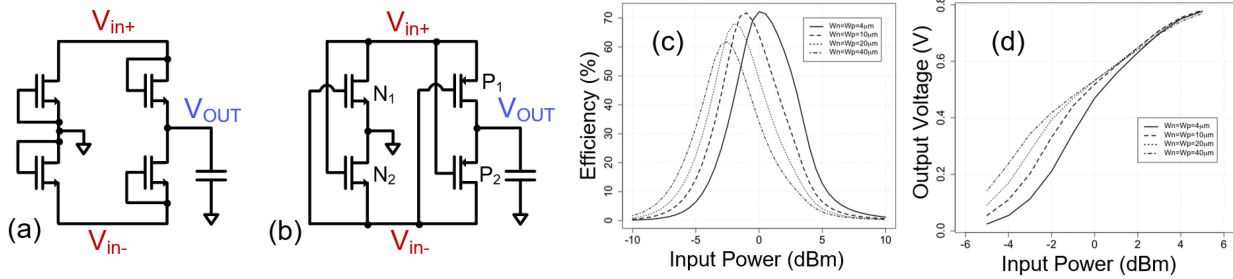 Vin+
VOUT
(a)
Vin-
Vin+
N1
P1
VOUT
N2
P2
(b)
Vin-
(c)
Wn=Wp=4μm
Wn=Wp=10μm
Wn=Wp=20μm
Wn=Wp=40μm
Efficiency (%)
70
60
50
40
30
20
10
0
-10
-5
0
5
10
Input Power (dBm)
(d)
Output Voltage (V)
0.8
0.6
0.4
0.2
0.0
Wn=Wp=4μm
Wn=Wp=10μm
Wn=Wp=20μm
Wn=Wp=40μm
-6
-4
-2
0
2
4
6
Input Power (dBm)